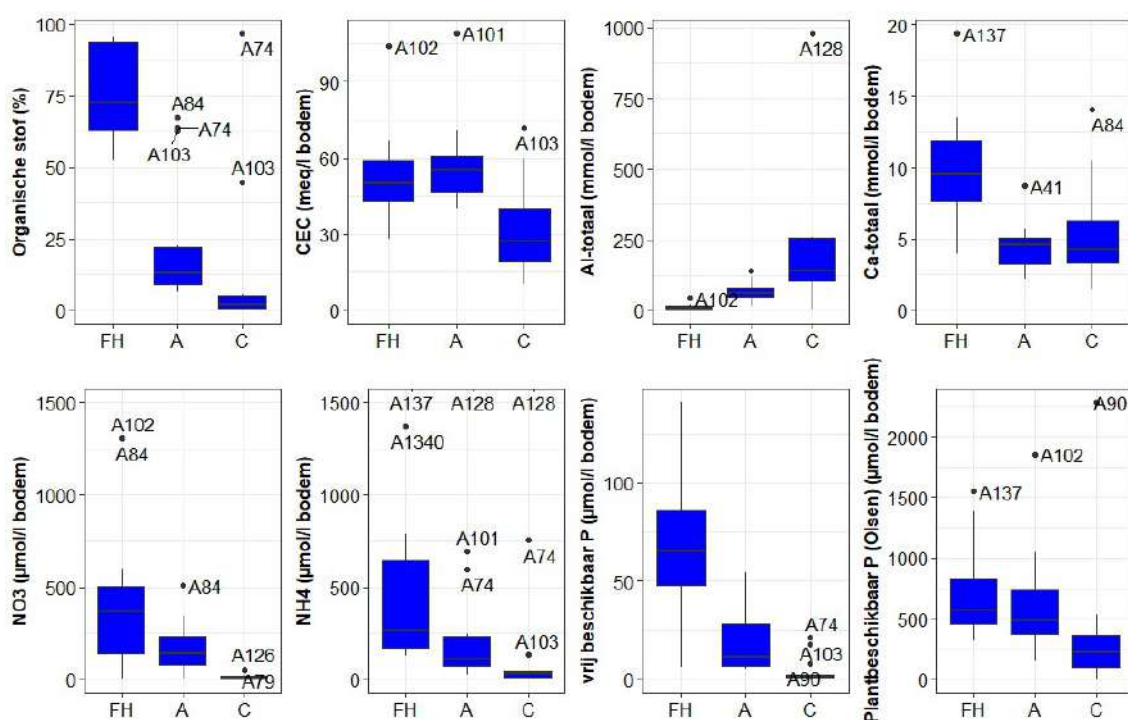 Organische stof (%)
100
75
50
25
0
A74
A84
A74
A103
A103
FH A C
CEC (meq/l bodem)
90
60
30
0
A102
A101
A103
FH A C
Al-totaal (mmol/l bodem)
1000
750
500
250
0
A128
A102
FH A C
Ca-totaal (mmol/l bodem)
20
15
10
5
0
A137
A84
A41
FH A C
NO3 (µmol/l bodem)
1500
1000
500
0
A102
A84
A84
A126
A79
FH A C
NH4 (µmol/l bodem)
1500
1000
500
0
A137 A128 A128
A1340
A101
A74
A74
A103
FH A C
vrij beschikbaar P (µmol/l bodem)
100
50
0
A74
A103
A90
FH A C
Plantbeschikbaar P (Olsen) (µmol/l bodem)
2000
1500
1000
500
0
A90
A102
A137
FH A C